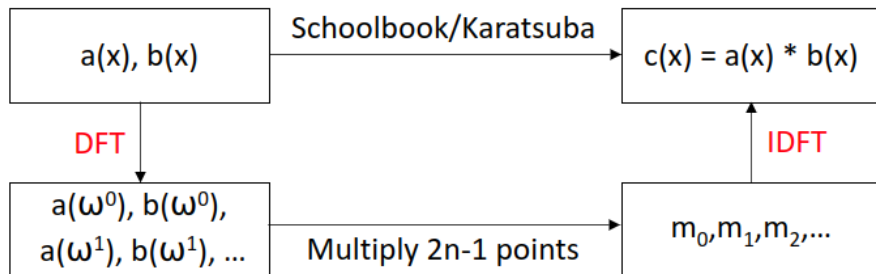 Schoolbook/Karatsuba
a(x), b(x)
c(x) = a(x) * b(x)
DFT
IDFT
a(ω⁰), b(ω⁰),
a(ω¹), b(ω¹), ...
Multiply 2n-1 points
m₀,m₁,m₂,...